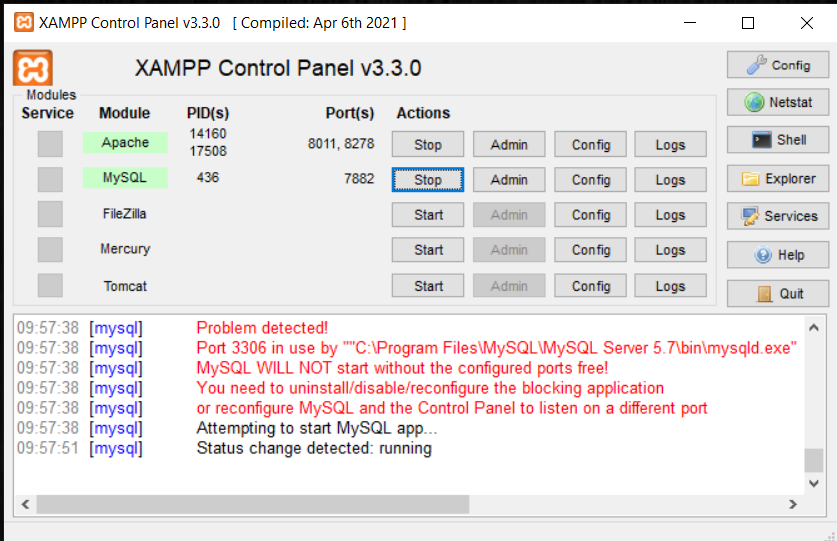 XAMPP Control Panel v3.3.0 [ Compiled: Apr 6th 2021 ]
XAMPP Control Panel v3.3.0
Modules
Service Module PID(s) Port(s) Actions
Apache 14160 17508 8011, 8278 Stop Admin Config Logs
MySQL 436 7882 Stop Admin Config Logs
FileZilla Start Admin Config Logs
Mercury Start Admin Config Logs
Tomcat Start Admin Config Logs
Config
Netstat
Shell
Explorer
Services
Help
Quit
09:57:38 [mysql] Problem detected!
09:57:38 [mysql] Port 3306 in use by ""C:\Program Files\MySQL\MySQL Server 5.7\bin\mysqld.exe"
09:57:38 [mysql] MySQL WILL NOT start without the configured ports free!
09:57:38 [mysql] You need to uninstall/disable/reconfigure the blocking application
09:57:38 [mysql] or reconfigure MySQL and the Control Panel to listen on a different port
09:57:38 [mysql] Attempting to start MySQL app...
09:57:51 [mysql] Status change detected: running